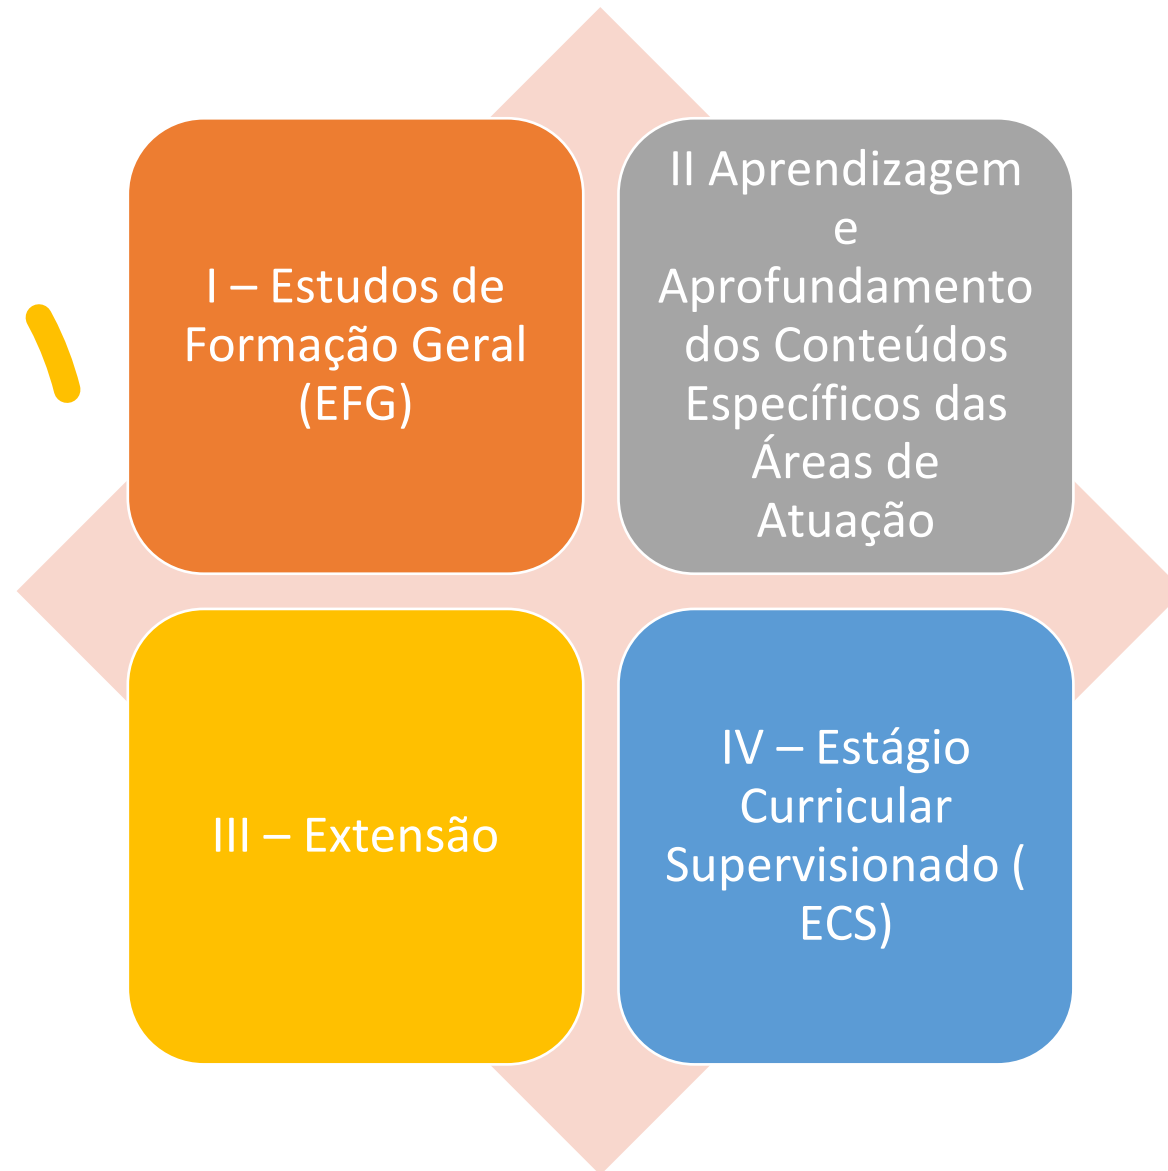 I – Estudos de
Formação Geral
(EFG)
II Aprendizagem
e
Aprofundamento
dos Conteúdos
Específicos das
Áreas de
Atuação
III – Extensão
IV – Estágio
Curricular
Supervisionado (
ECS)